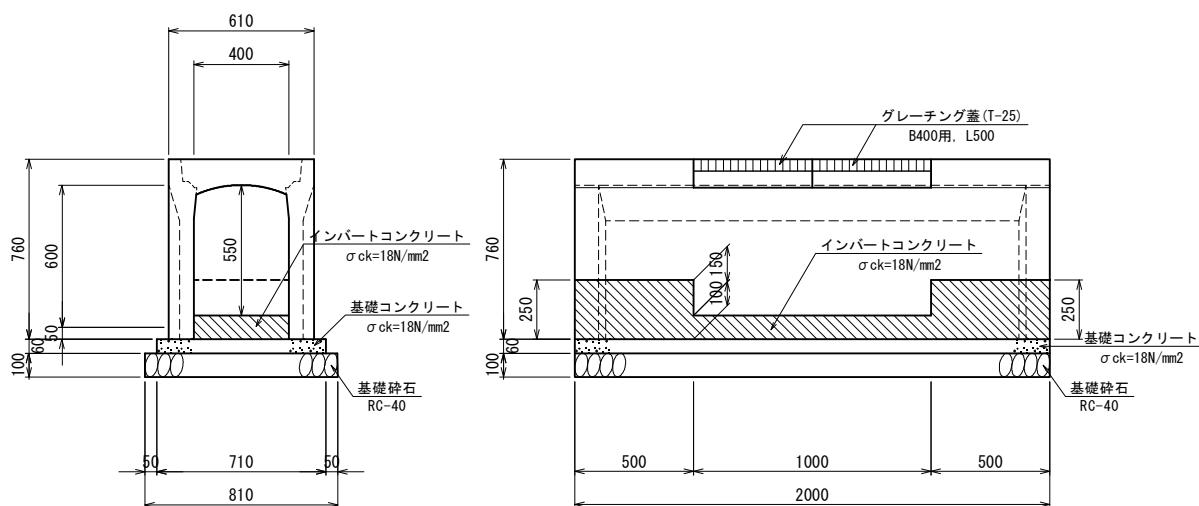 610
400
760
600
50
60
100
550
インバートコンクリート
σck=18N/mm2
基礎コンクリート
σck=18N/mm2
基礎砕石
RC-40
50
710
50
810
グレーチング蓋(T-25)
B400用, L500
760
250
60
100
150
100
インバートコンクリート
σck=18N/mm2
250
基礎コンクリート
σck=18N/mm2
基礎砕石
RC-40
500
1000
500
2000